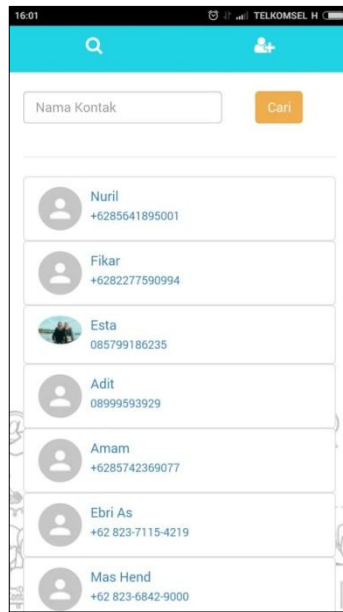 16:01 TELKOMSEL H
Nama Kontak Cari
Nuril
+6285641895001
Fikar
+6282277590994
Esta
085799186235
Adit
08999593929
Amam
+6285742369077
Ebri As
+62 823-7115-4219
Mas Hend
+62 823-6842-9000